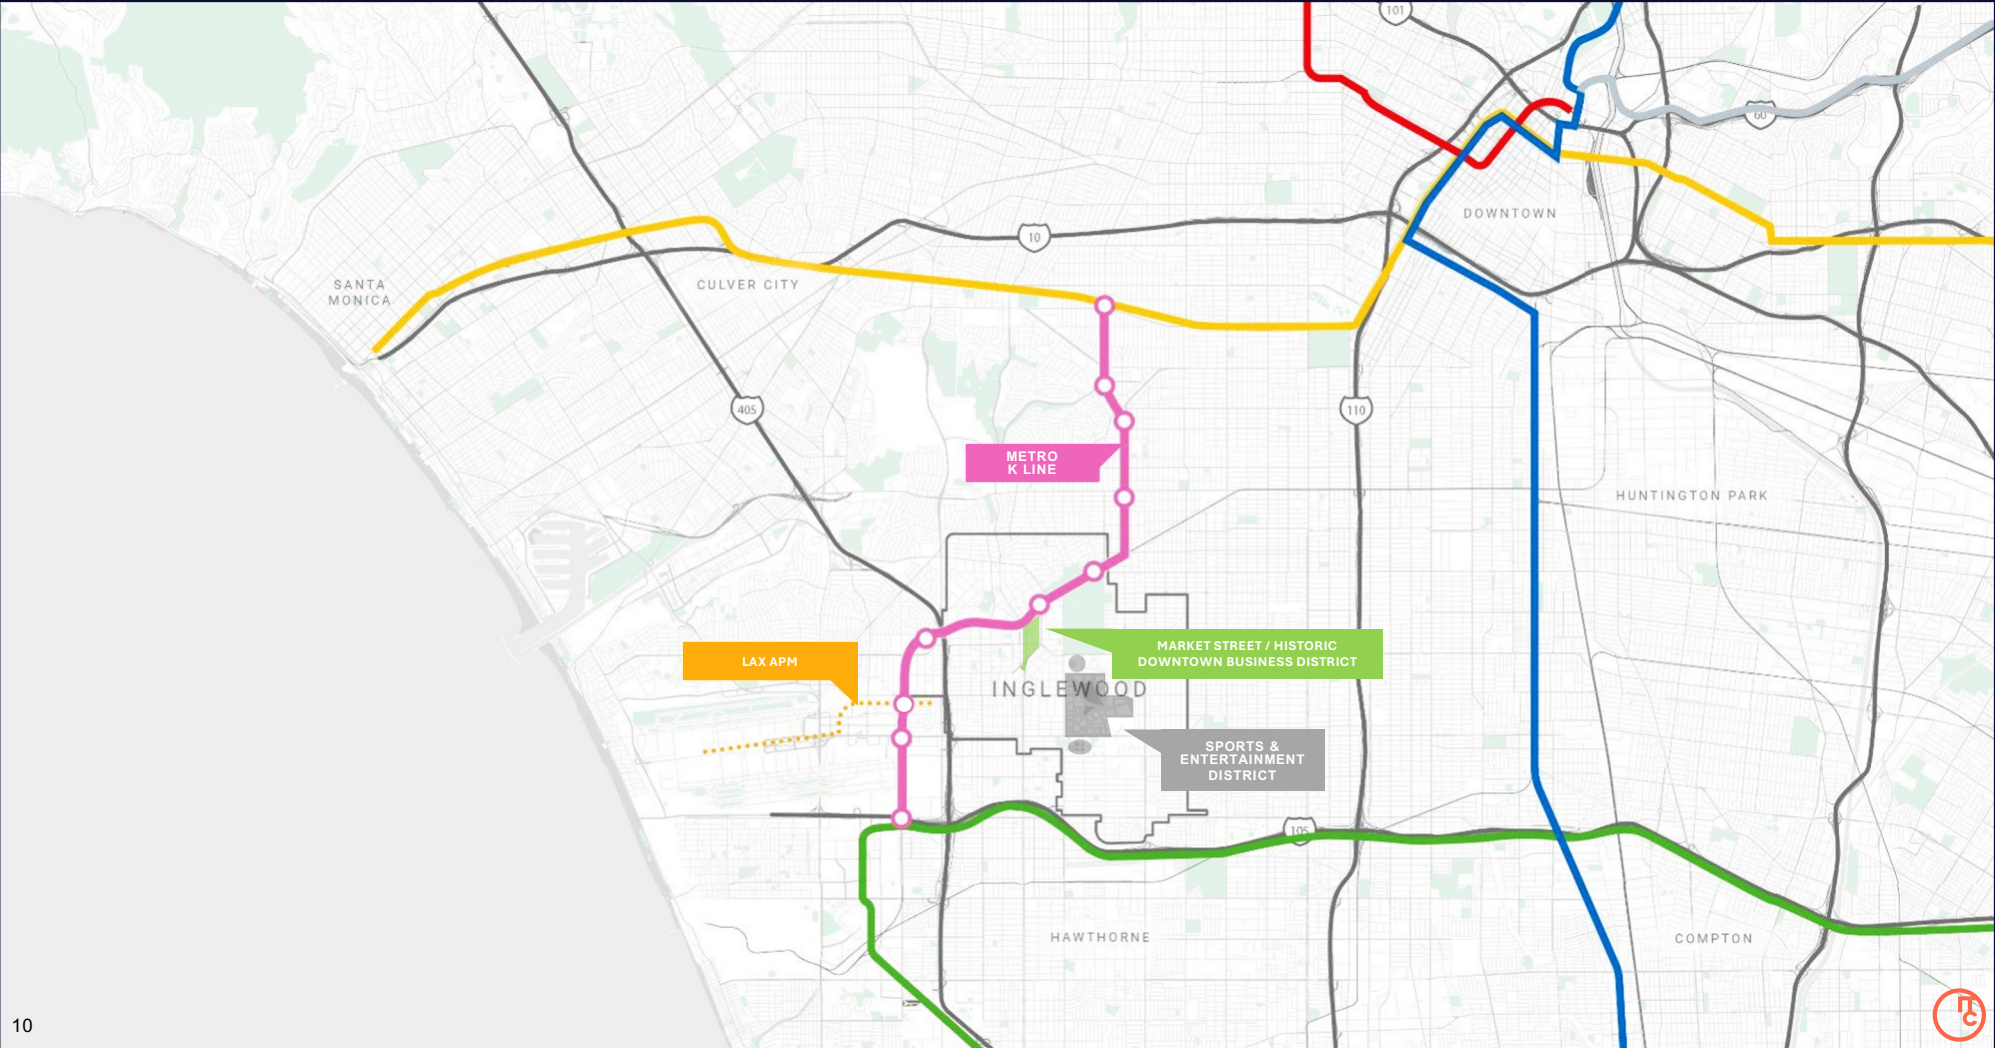 101
60
DOWNTOWN
10
SANTA
MONICA
CULVER CITY
405
110
METRO
K LINE
HUNTINGTON PARK
MARKET STREET / HISTORIC
DOWNTOWN BUSINESS DISTRICT
LAX APM
INGLEWOOD
SPORTS &
ENTERTAINMENT
DISTRICT
105
HAWTHORNE
COMPTON
10
ITC